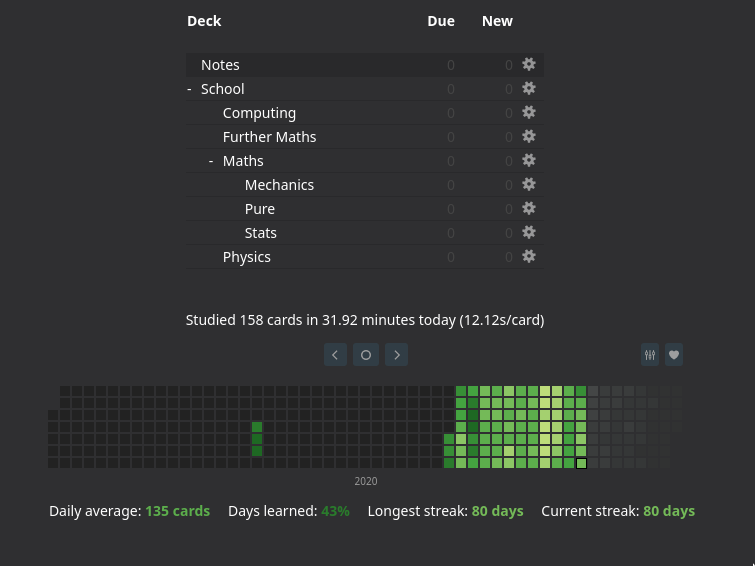 Deck Due New
Notes 0 0
- School 0 0
Computing 0 0
Further Maths 0 0
- Maths 0 0
Mechanics 0 0
Pure 0 0
Stats 0 0
Physics 0 0
Studied 158 cards in 31.92 minutes today (12.12s/card)
2020
Daily average: 135 cards Days learned: 43% Longest streak: 80 days Current streak: 80 days